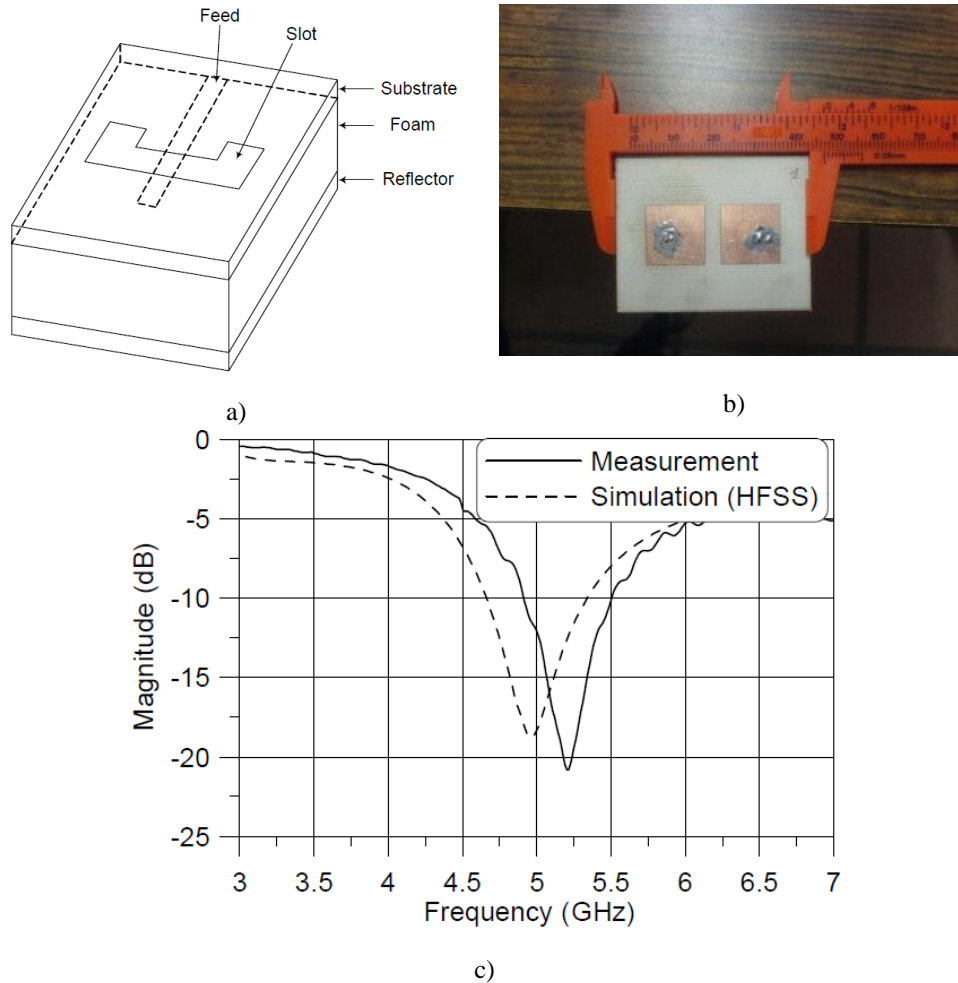 Feed
Slot
Substrate
Foam
Reflector
a)
b)
Measurement
Simulation (HFSS)
Magnitude (dB)
0
-5
-10
-15
-20
-25
3 3.5 4 4.5 5 5.5 6 6.5 7
Frequency (GHz)
c)